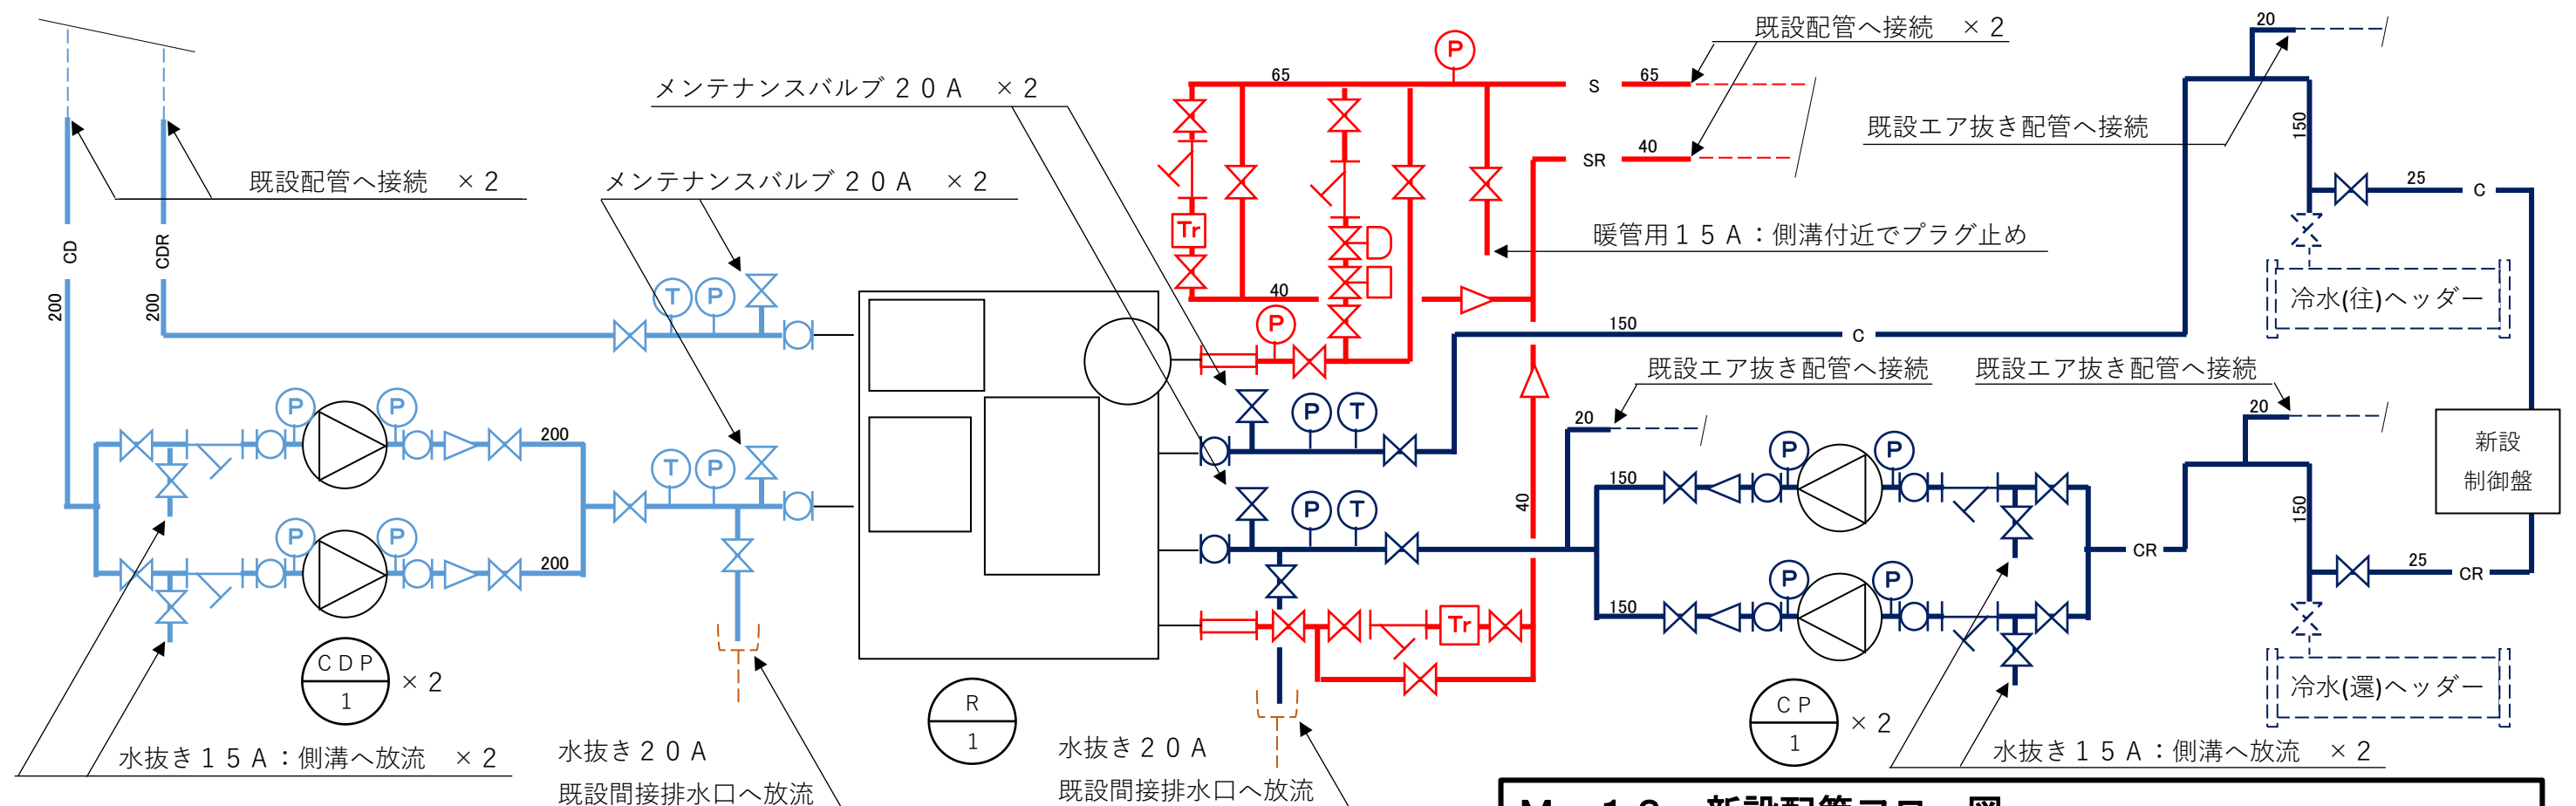 既設配管へ接続　×２
20
メンテナンスバルブ２０Ａ　×２
P
65
S
65
既設エア抜き配管へ接続
150
SR
40
既設配管へ接続　×２
メンテナンスバルブ２０Ａ　×２
25
C
Tr
暖管用１５Ａ：側溝付近でプラグ止め
CD
CDR
200
200
T
P
40
P
冷水(往)ヘッダー
150
C
既設エア抜き配管へ接続
既設エア抜き配管へ接続
P
P
P
T
20
20
200
新設
制御盤
T
P
P
P
150
40
P
T
150
P
P
200
CR
25
CR
P
P
150
Tr
ＣＤＰ
1
×２
Ｒ
1
ＣＰ
1
×２
冷水(還)ヘッダー
水抜き１５Ａ：側溝へ放流　×２
水抜き２０Ａ
既設間接排水口へ放流
水抜き２０Ａ
既設間接排水口へ放流
水抜き１５Ａ：側溝へ放流　×２